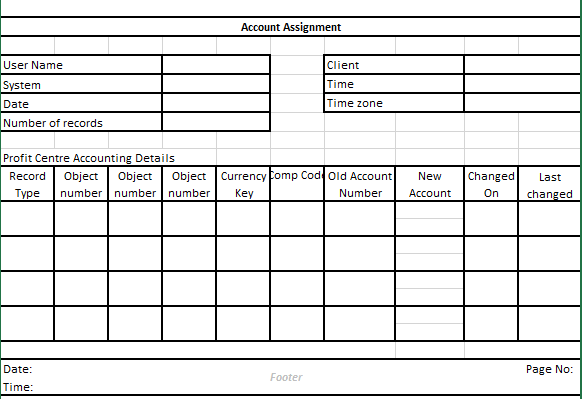 Account Assignment
User Name Client
System Time
Date Time zone
Number of records
Profit Centre Accounting Details
Record Object Object Object Currency Comp Code Old Account New Changed Last
Type number number number Key Number Account On changed
Date: Page No:
Footer
Time: